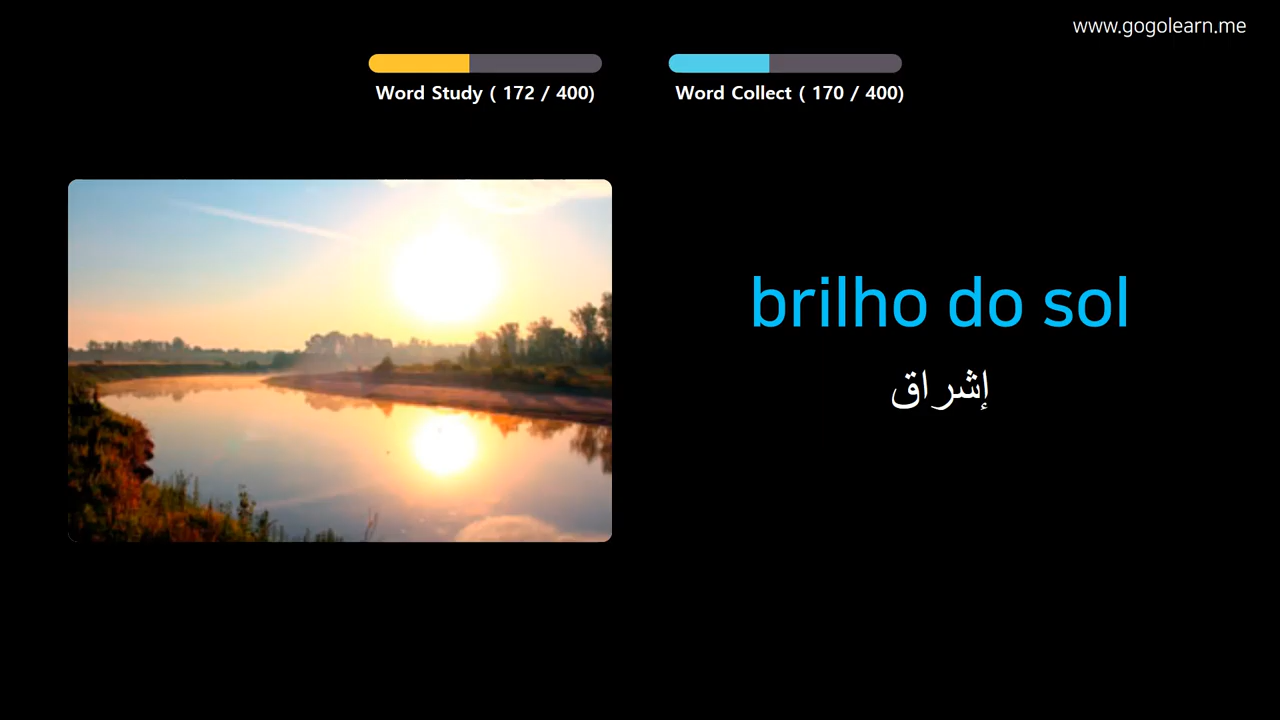 www.gogolearn.me
Word Study ( 172 / 400)
Word Collect ( 170 / 400)
brilho do sol
إشراق